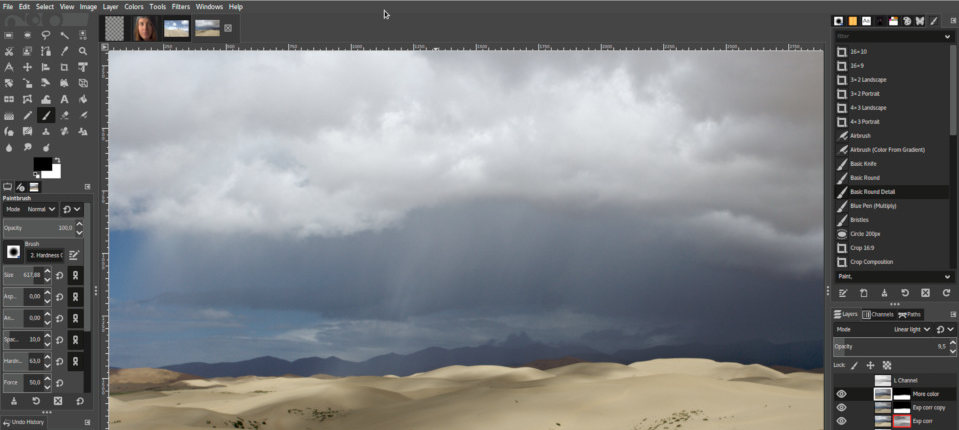 File Edit Select View Image Layer Colors Tools Filters Windows Help
Paintbrush
Mode Normal
Opacity 100,0
Brush
2. Hardness
Size 617,88
Asp... 0,00
An... 0,00
Spac... 10,0
Hardn... 63,0
Force 50,0
Undo History
filter
16×10
16×9
3×2 Landscape
3×2 Portrait
4×3 Landscape
4×3 Portrait
Airbrush
Airbrush (Color From Gradient)
Basic Knife
Basic Round
Basic Round Detail
Blue Pen (Multiply)
Bristles
Circle 200px
Crop 16:9
Crop Composition
Paint,
Layers Channels Paths
Mode Linear light
Opacity 9,5
Lock:
L Channel
More color
Exp corr copy
Exp corr